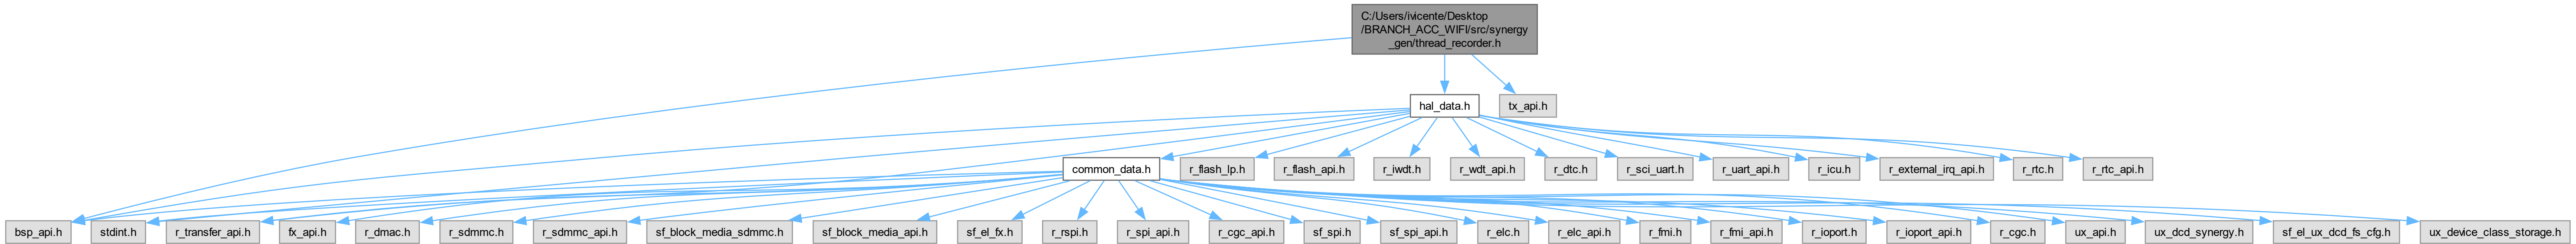 C:/Users/ivicente/Desktop
/BRANCH_ACC_WIFI/src/synergy
_gen/thread_recorder.h
hal_data.h
tx_api.h
common_data.h
r_flash_lp.h
r_flash_api.h
r_iwdt.h
r_wdt_api.h
r_dtc.h
r_sci_uart.h
r_uart_api.h
r_icu.h
r_external_irq_api.h
r_rtc.h
r_rtc_api.h
bsp_api.h
stdint.h
r_transfer_api.h
fx_api.h
r_dmac.h
r_sdmmc.h
r_sdmmc_api.h
sf_block_media_sdmmc.h
sf_block_media_api.h
sf_el_fx.h
r_rspi.h
r_spi_api.h
r_cgc_api.h
sf_spi.h
sf_spi_api.h
r_elc.h
r_elc_api.h
r_fmi.h
r_fmi_api.h
r_ioport.h
r_ioport_api.h
r_cgc.h
ux_api.h
ux_dcd_synergy.h
sf_el_ux_dcd_fs_cfg.h
ux_device_class_storage.h